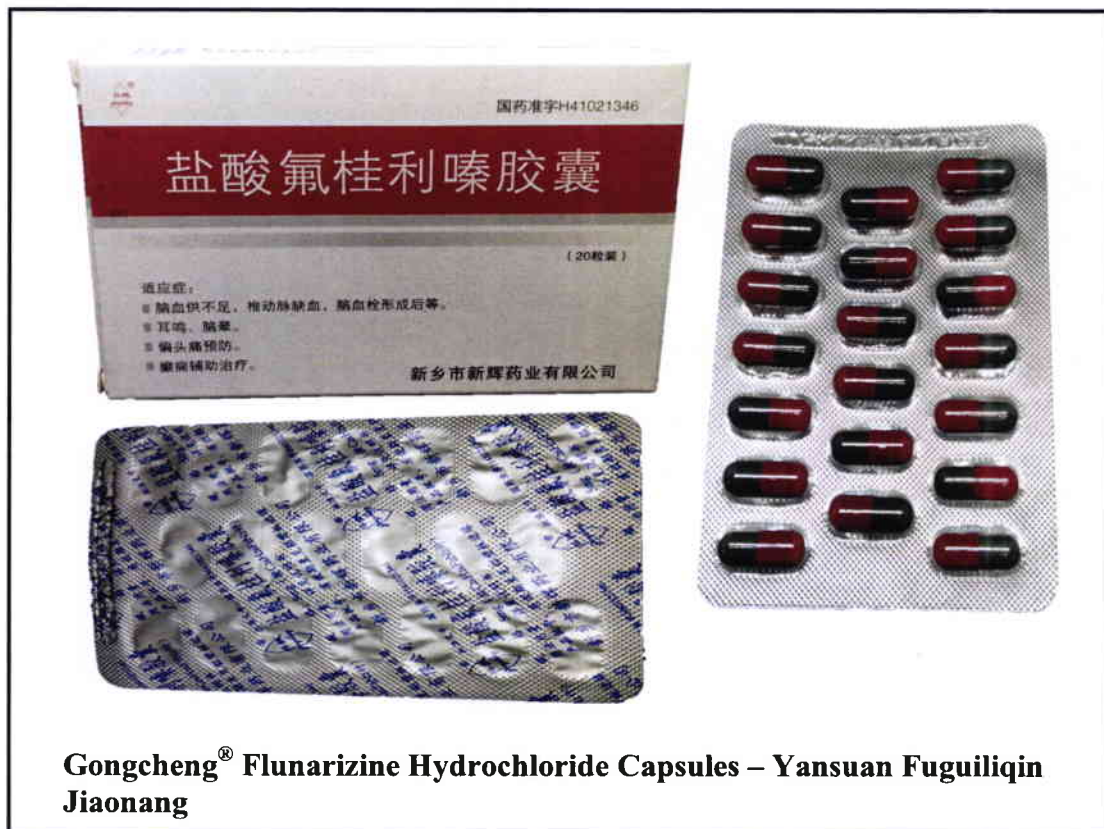 国药准字H41021346
盐酸氟桂利嗪胶囊
（20粒装）
适应症：
脑血供不足，椎动脉缺血，脑血栓形成后等。
耳鸣、脑晕。
偏头痛预防。
癫痫辅助治疗。
新乡市新辉药业有限公司
Gongcheng® Flunarizine Hydrochloride Capsules – Yansuan Fuguiliqin
Jiaonang